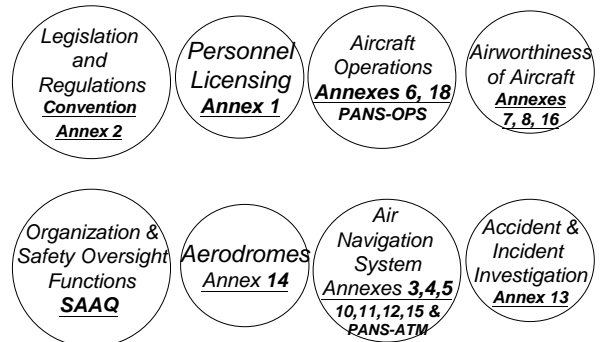 Legislation
and
Regulations
Convention
Annex 2
Personnel
Licensing
Annex 1
Aircraft
Operations
Annexes 6, 18
PANS-OPS
Airworthiness
of Aircraft
Annexes
7, 8, 16
Organization &
Safety Oversight
Functions
SAAQ
Aerodromes
Annex 14
Air
Navigation
System
Annexes 3,4,5
10,11,12,15 &
PANS-ATM
Accident &
Incident
Investigation
Annex 13